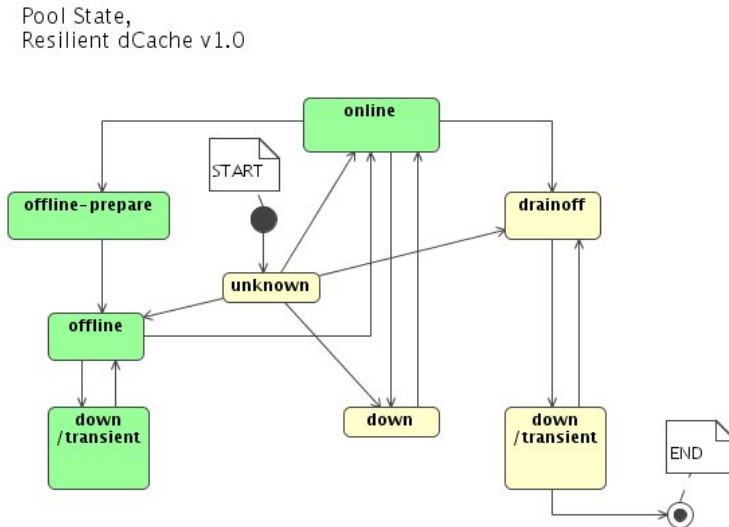 Pool State,
Resilient dCache v1.0
online
START
offline-prepare
drainoff
unknown
offline
down
/transient
down
down
/transient
END